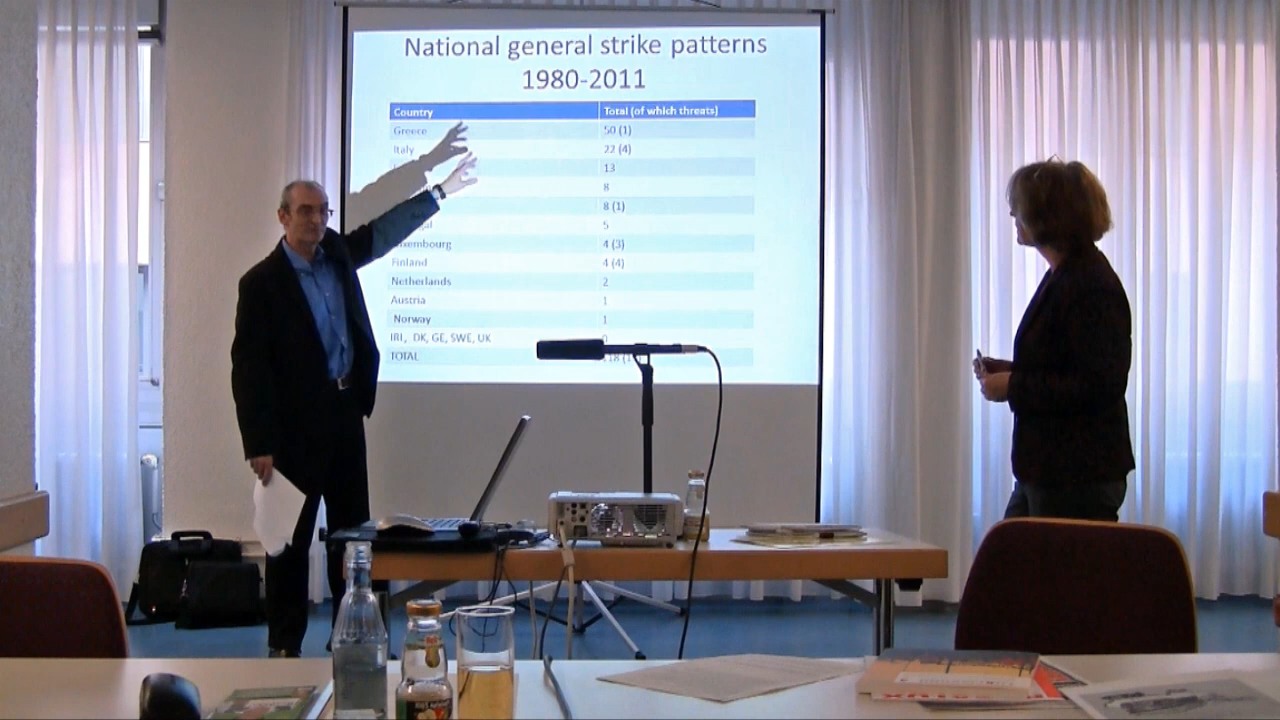 National general strike patterns
1980-2011
Country Total (of which threats)
Greece 50 (1)
Italy 22 (4)
13
8
8 (1)
5
Luxembourg 4 (3)
Finland 4 (4)
Netherlands 2
Austria 1
Norway 1
IRL, DK, GE, SWE, UK 0
TOTAL